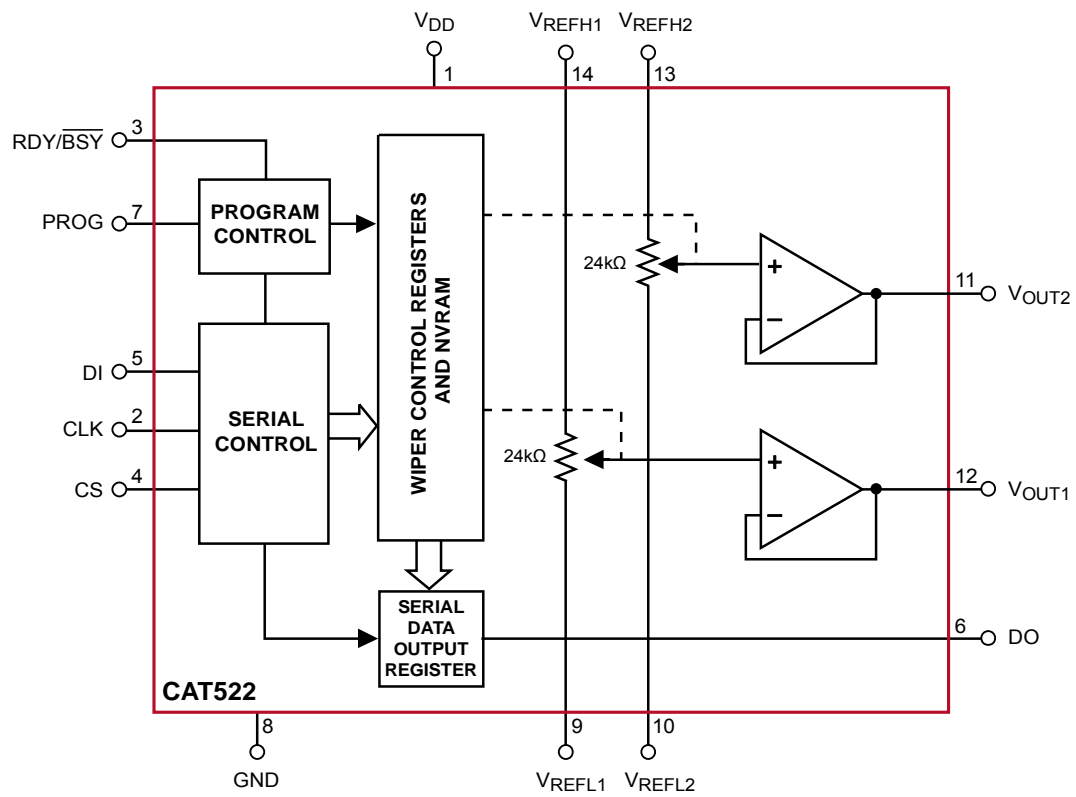 VDD
VREFH1
VREFH2
1
14
13
RDY/BSY
3
PROG
7
PROGRAM
CONTROL
WIPER CONTROL REGISTERS
AND NVRAM
24kΩ
+
−
11
VOUT2
DI
5
CLK
2
CS
4
SERIAL
CONTROL
24kΩ
+
−
12
VOUT1
SERIAL
DATA
OUTPUT
REGISTER
6
DO
CAT522
8
GND
9
VREFL1
10
VREFL2